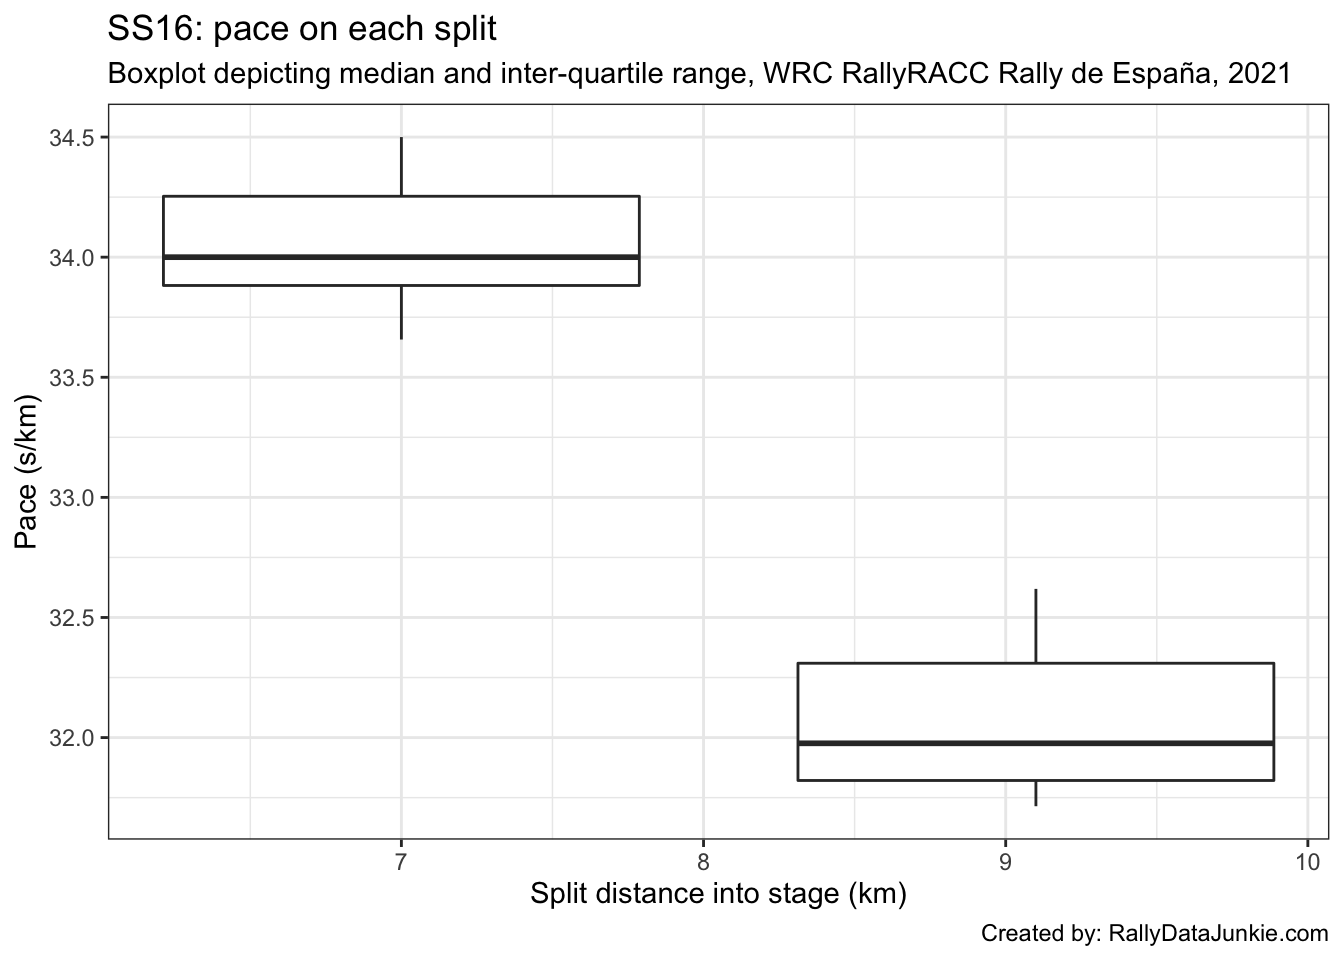 SS16: pace on each split
Boxplot depicting median and inter-quartile range, WRC RallyRACC Rally de España, 2021
34.5
34.0
33.5
33.0
32.5
32.0
Pace (s/km)
7 8 9 10
Split distance into stage (km)
Created by: RallyDataJunkie.com